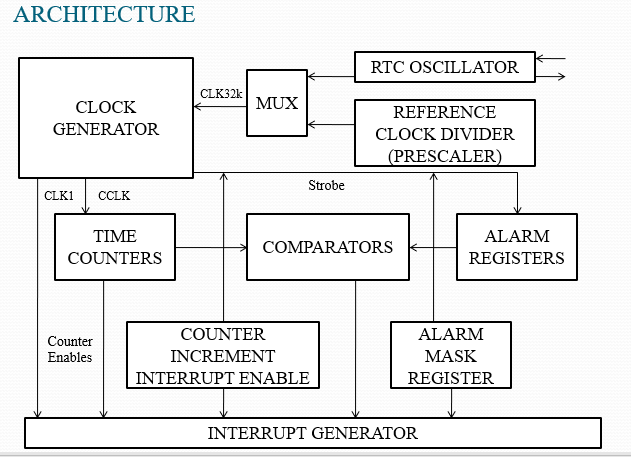 ARCHITECTURE
RTC OSCILLATOR
CLOCK
GENERATOR
CLK32k
MUX
REFERENCE
CLOCK DIVIDER
(PRESCALER)
Strobe
CLK1
CCLK
TIME
COUNTERS
COMPARATORS
ALARM
REGISTERS
Counter
Enables
COUNTER
INCREMENT
INTERRUPT ENABLE
ALARM
MASK
REGISTER
INTERRUPT GENERATOR